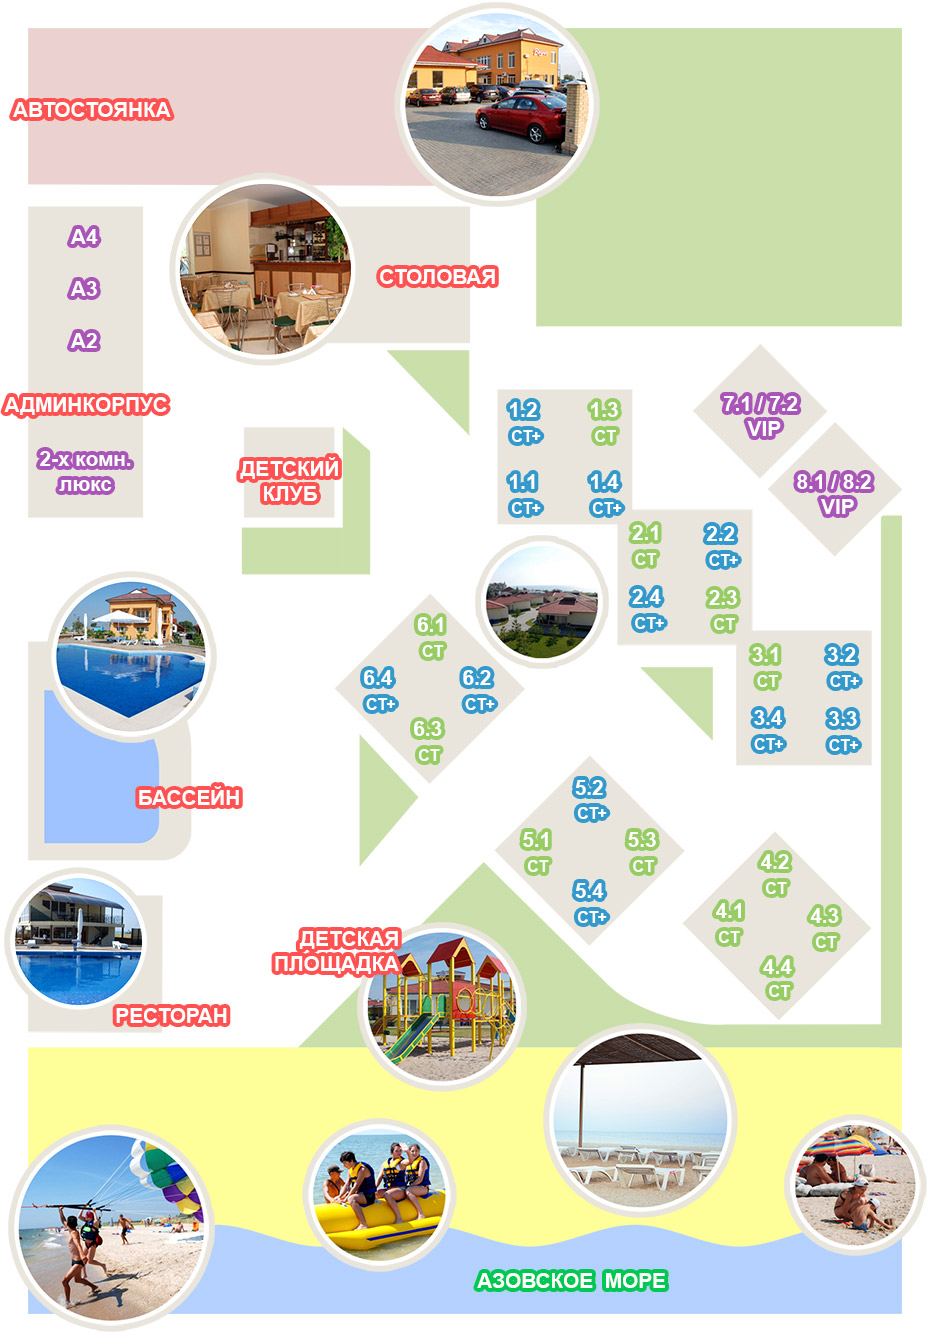 АВТОСТОЯНКА
А4
А3
А2
АДМИНКОРПУС
2-х комн.
люкс
СТОЛОВАЯ
ДЕТСКИЙ
КЛУБ
1.2
СТ+
1.3
СТ
1.1
СТ+
1.4
СТ+
7.1 / 7.2
VIP
8.1 / 8.2
VIP
2.1
СТ
2.2
СТ+
2.4
СТ+
2.3
СТ
3.1
СТ
3.2
СТ+
3.4
СТ+
3.3
СТ+
6.1
СТ
6.4
СТ+
6.2
СТ+
6.3
СТ
БАССЕЙН
5.2
СТ+
5.1
СТ
5.3
СТ
5.4
СТ+
4.2
СТ
4.1
СТ
4.3
СТ
4.4
СТ
ДЕТСКАЯ
ПЛОЩАДКА
РЕСТОРАН
АЗОВСКОЕ МОРЕ